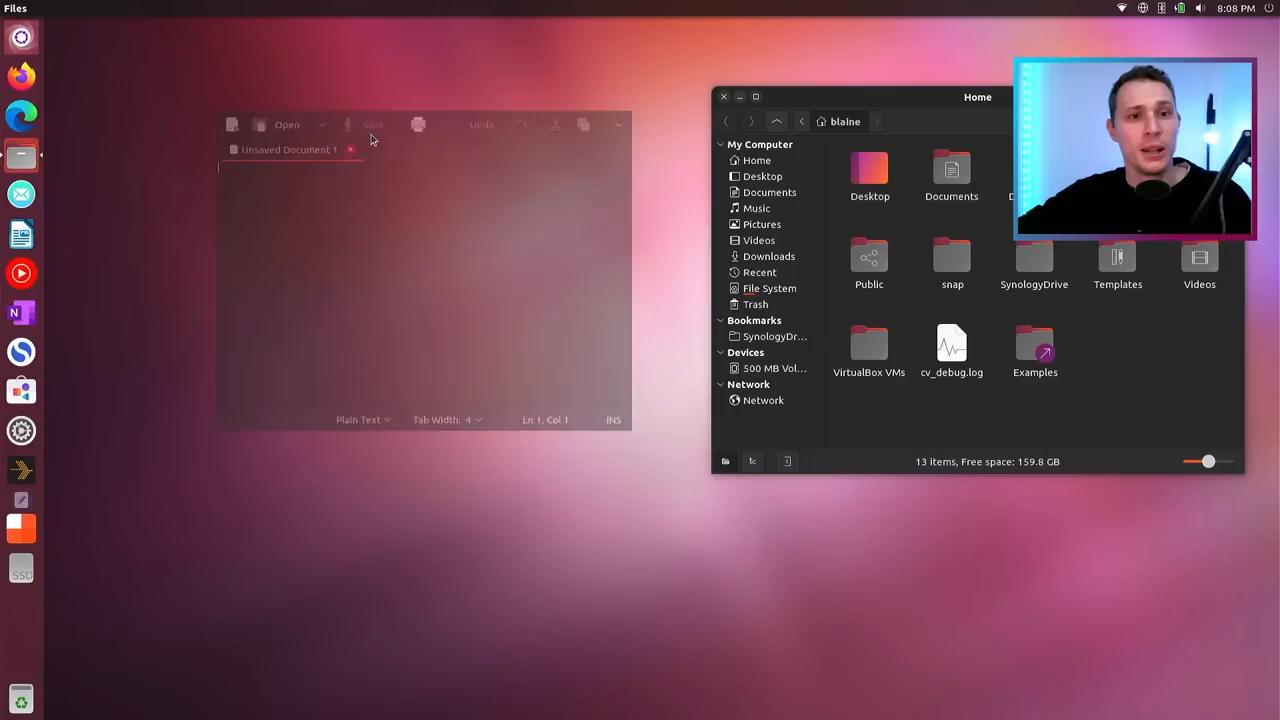 Files
8:08 PM
Open
Save
Undo
Unsaved Document 1
Plain Text
Tab Width: 4
Ln 1, Col 1
INS
Home
blaine
My Computer
Home
Desktop
Documents
Music
Pictures
Videos
Downloads
Recent
File System
Trash
Bookmarks
SynologyDr...
Devices
500 MB Vol...
Network
Network
Desktop
Documents
Public
snap
SynologyDrive
Templates
Videos
VirtualBox VMs
cv_debug.log
Examples
13 items, Free space: 159.8 GB
N
SSD